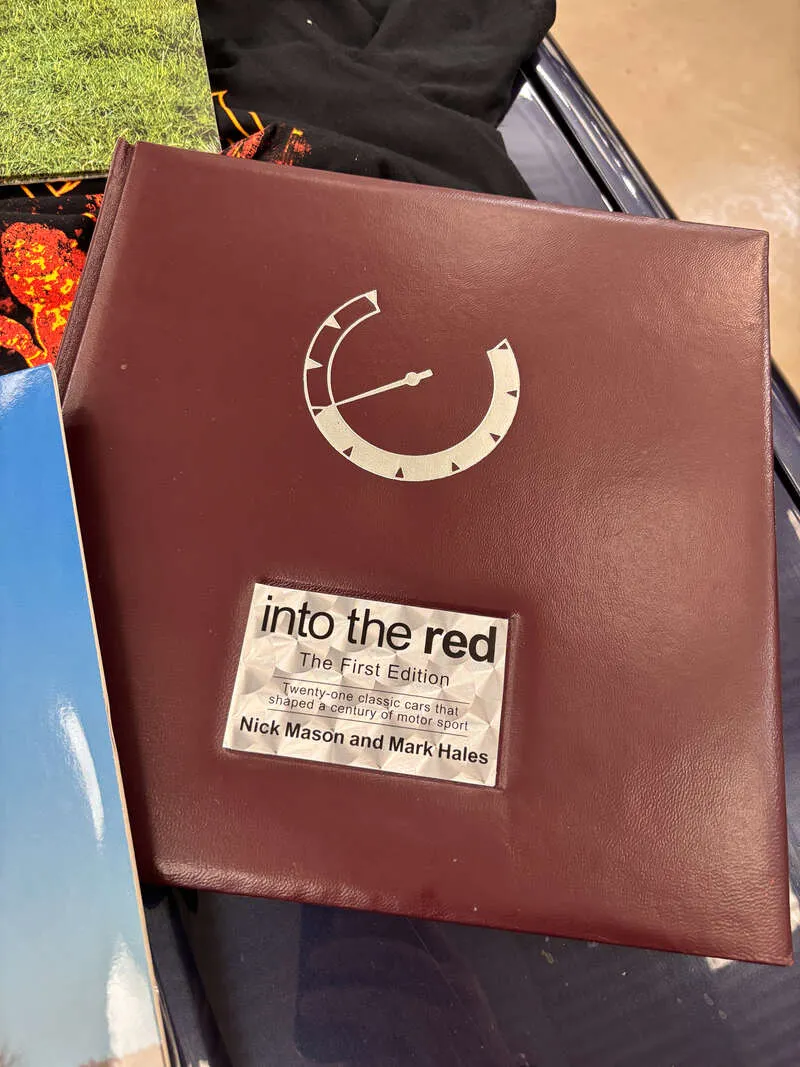 into the red
The First Edition
Twenty-one classic cars that
shaped a century of motor sport
Nick Mason and Mark Hales